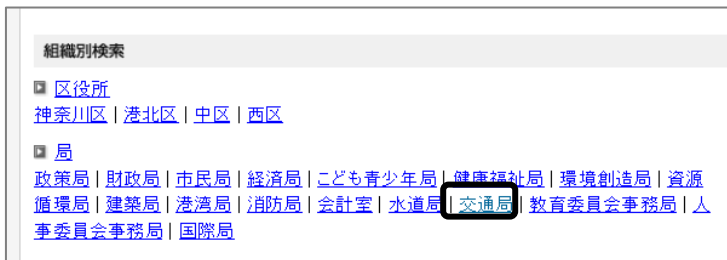 組織別検索
区役所
神奈川区 | 港北区 | 中区 | 西区
局
政策局 | 財政局 | 市民局 | 経済局 | こども青少年局 | 健康福祉局 | 環境創造局 | 資源
循環局 | 建築局 | 港湾局 | 消防局 | 会計室 | 水道局 | 交通局 | 教育委員会事務局 | 人
事委員会事務局 | 国際局